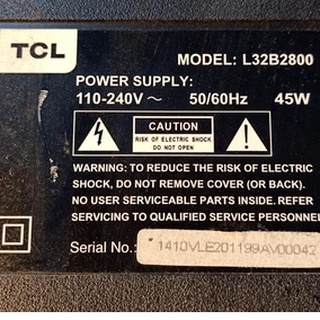 TCL
MODEL: L32B2800
POWER SUPPLY:
110-240V ~ 50/60Hz 45W
CAUTION
RISK OF ELECTRIC SHOCK
DO NOT OPEN
WARNING: TO REDUCE THE RISK OF ELECTRIC
SHOCK, DO NOT REMOVE COVER (OR BACK).
NO USER SERVICEABLE PARTS INSIDE. REFER
SERVICING TO QUALIFIED SERVICE PERSONNEL
Serial No.: *1410VLE201199AV00042